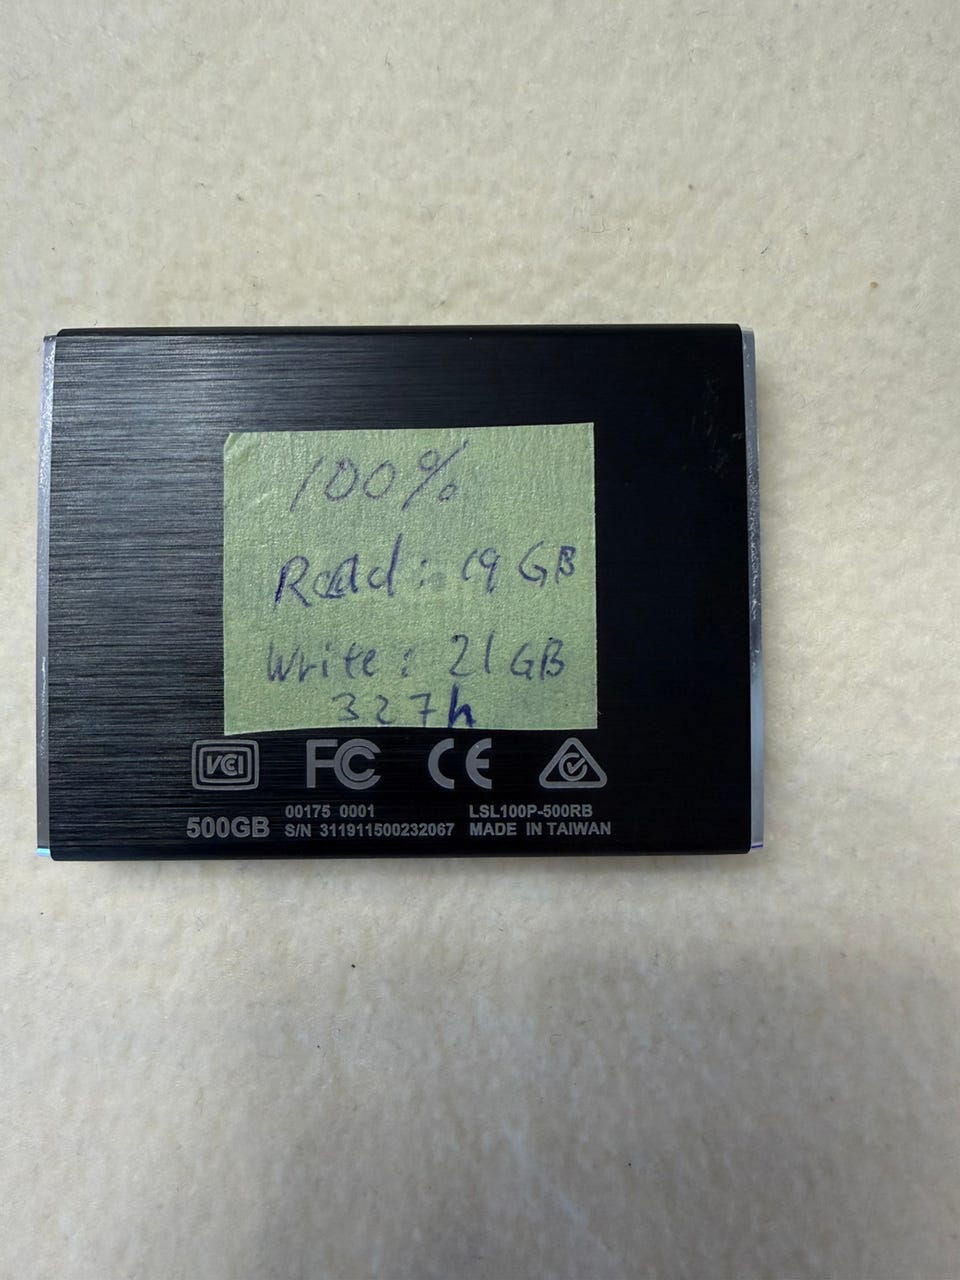 100%
Read: 19 GB
Write: 21 GB
327h
VCI FC CE
500GB 00175 0001 LSL100P-500RB
S/N 311911500232067 MADE IN TAIWAN